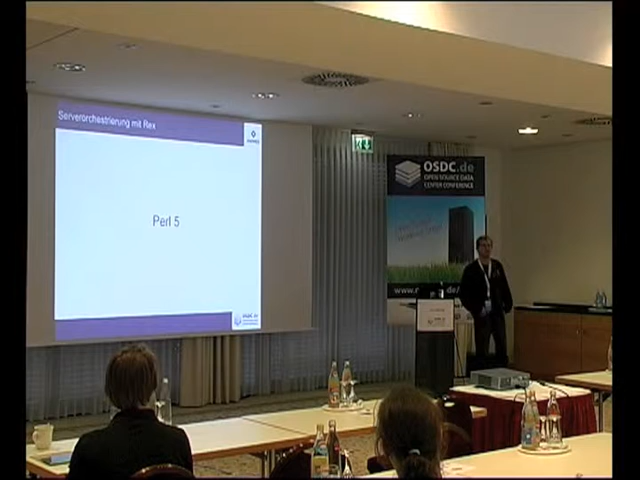 Serverorchestrierung mit Rex
Perl 5
OSDC.de
OPEN SOURCE DATA
CENTER CONFERENCE